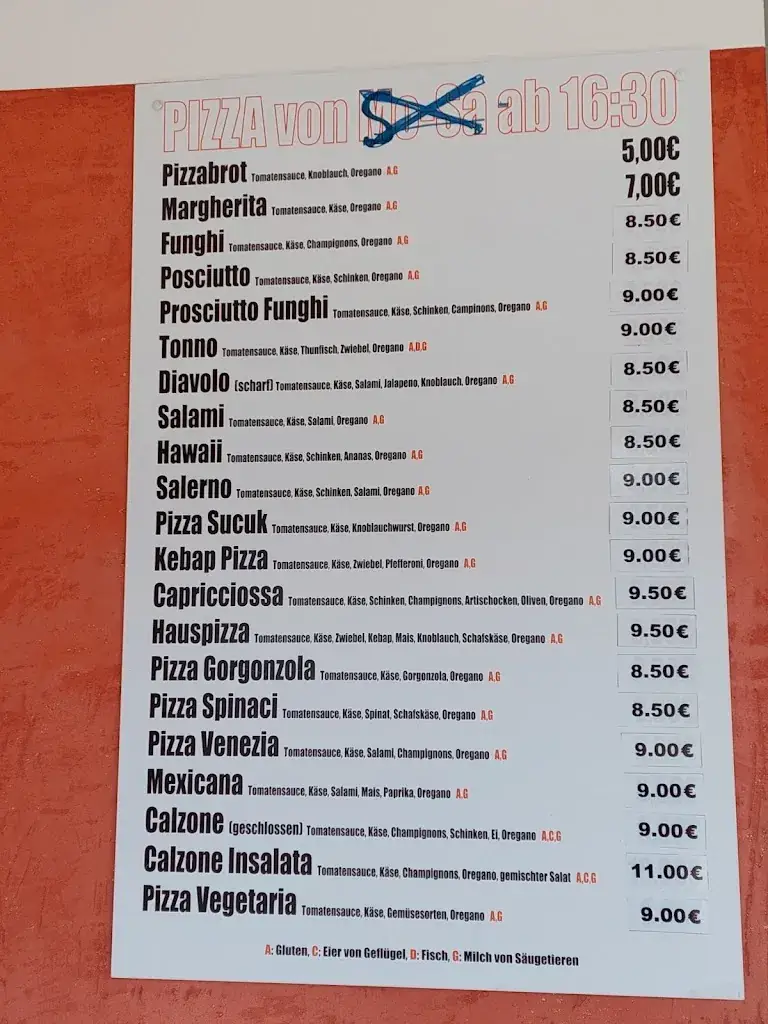 PIZZA von Mo-Sa ab 16:30
Pizzabrot Tomatensauce, Knoblauch, Oregano A,G 5,00€
Margherita Tomatensauce, Käse, Oregano A,G 7,00€
Funghi Tomatensauce, Käse, Champignons, Oregano A,G 8.50€
Posciutto Tomatensauce, Käse, Schinken, Oregano A,G 8.50€
Prosciutto Funghi Tomatensauce, Käse, Schinken, Campinons, Oregano A,G 9.00€
Tonno Tomatensauce, Käse, Thunfisch, Zwiebel, Oregano A,D,G 9.00€
Diavolo (scharf) Tomatensauce, Käse, Salami, Jalapeno, Knoblauch, Oregano A,G 8.50€
Salami Tomatensauce, Käse, Salami, Oregano A,G 8.50€
Hawaii Tomatensauce, Käse, Schinken, Ananas, Oregano A,G 8.50€
Salerno Tomatensauce, Käse, Schinken, Salami, Oregano A,G 9.00€
Pizza Sucuk Tomatensauce, Käse, Knoblauchwurst, Oregano A,G 9.00€
Kebap Pizza Tomatensauce, Käse, Zwiebel, Pfefferoni, Oregano A,G 9.00€
Capricciossa Tomatensauce, Käse, Schinken, Champignons, Artischocken, Oliven, Oregano A,G 9.50€
Hauspizza Tomatensauce, Käse, Zwiebel, Kebap, Mais, Knoblauch, Schafskäse, Oregano A,G 9.50€
Pizza Gorgonzola Tomatensauce, Käse, Gorgonzola, Oregano A,G 8.50€
Pizza Spinaci Tomatensauce, Käse, Spinat, Schafskäse, Oregano A,G 8.50€
Pizza Venezia Tomatensauce, Käse, Salami, Champignons, Oregano A,G 9.00€
Mexicana Tomatensauce, Käse, Salami, Mais, Paprika, Oregano A,G 9.00€
Calzone (geschlossen) Tomatensauce, Käse, Champignons, Schinken, Ei, Oregano A,C,G 9.00€
Calzone Insalata Tomatensauce, Käse, Champignons, Oregano, gemischter Salat A,C,G 11.00€
Pizza Vegetaria Tomatensauce, Käse, Gemüsesorten, Oregano A,G 9.00€
A: Gluten, C: Eier von Geflügel, D: Fisch, G: Milch von Säugetieren